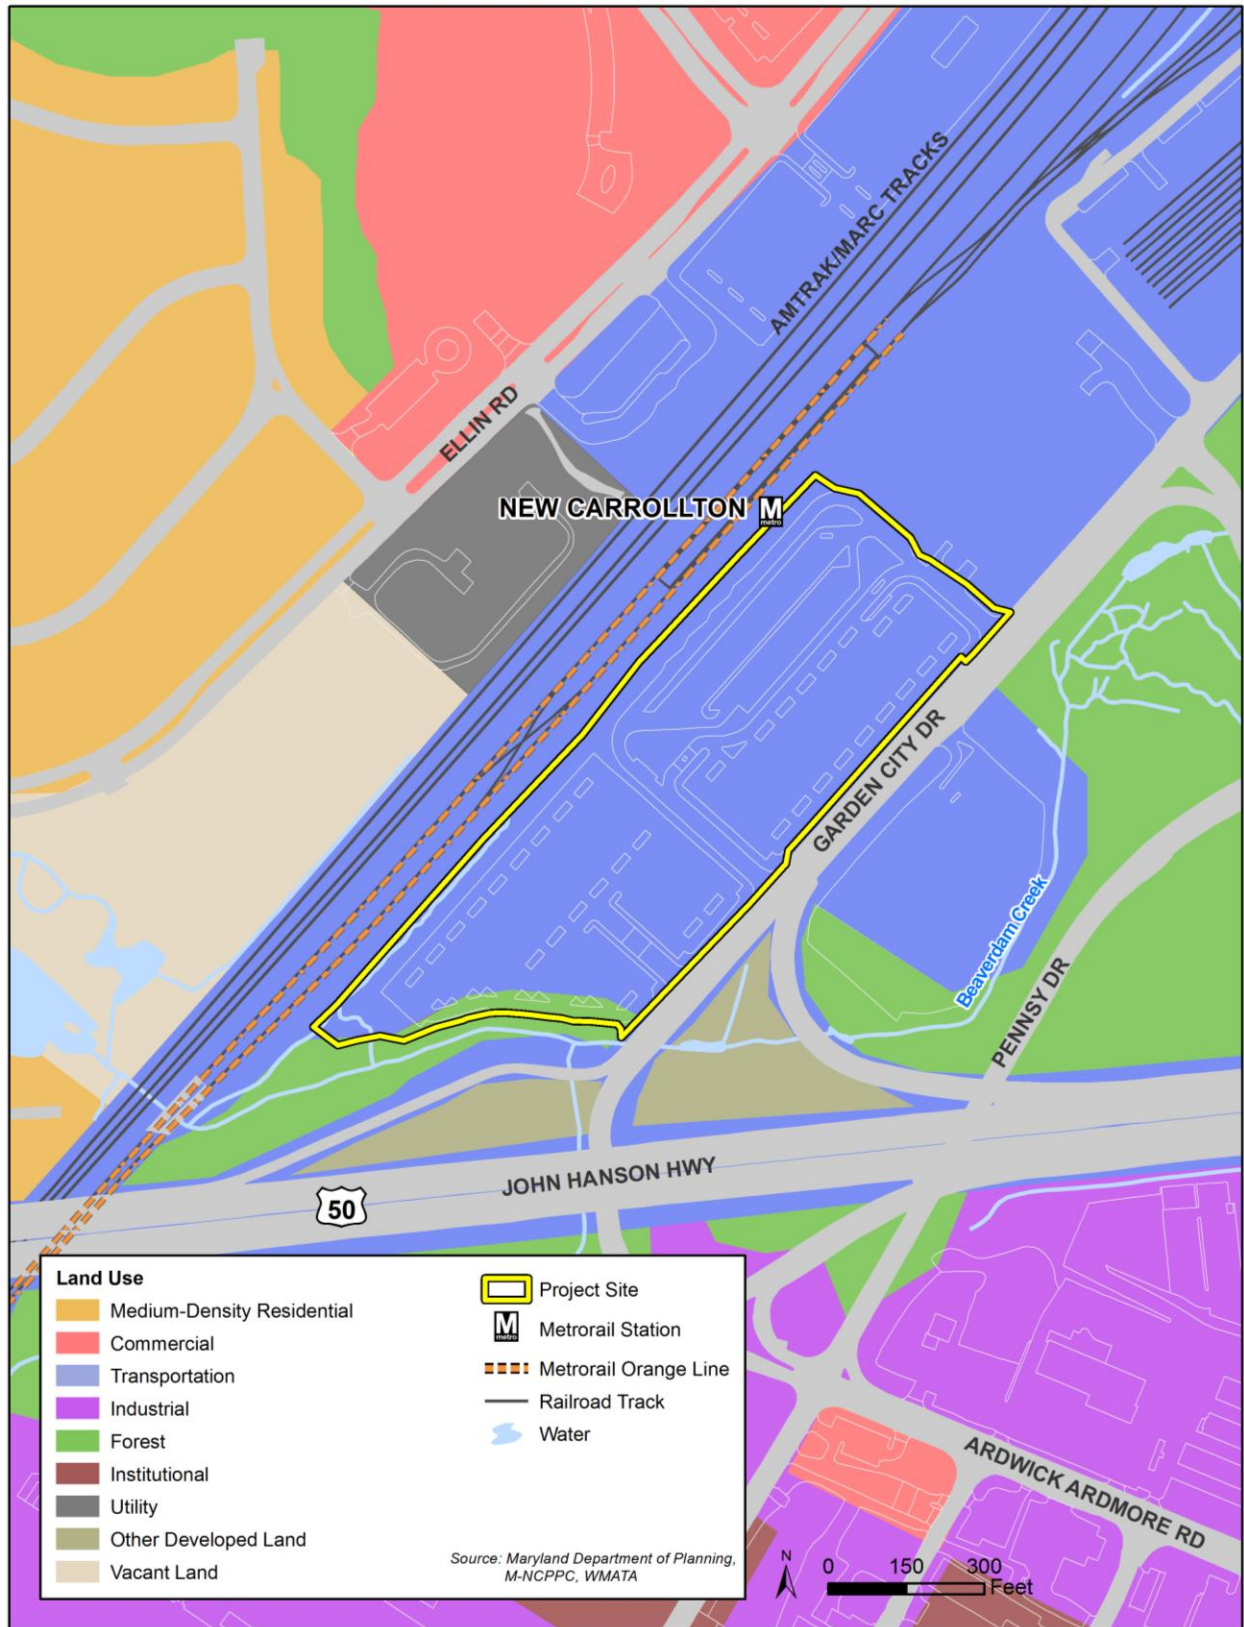 AMTRAK/MARC TRACKS
ELLIN RD
NEW CARROLLTON
M
metro
GARDEN CITY DR
Beaverdam Creek
PENNSY DR
JOHN HANSON HWY
50
Land Use
Medium-Density Residential
Commercial
Transportation
Industrial
Forest
Institutional
Utility
Other Developed Land
Vacant Land
Project Site
M
metro
Metrorail Station
Metrorail Orange Line
Railroad Track
Water
Source: Maryland Department of Planning,
M-NCPPC, WMATA
ARDWICK ARDMORE RD
N
0 150 300
Feet